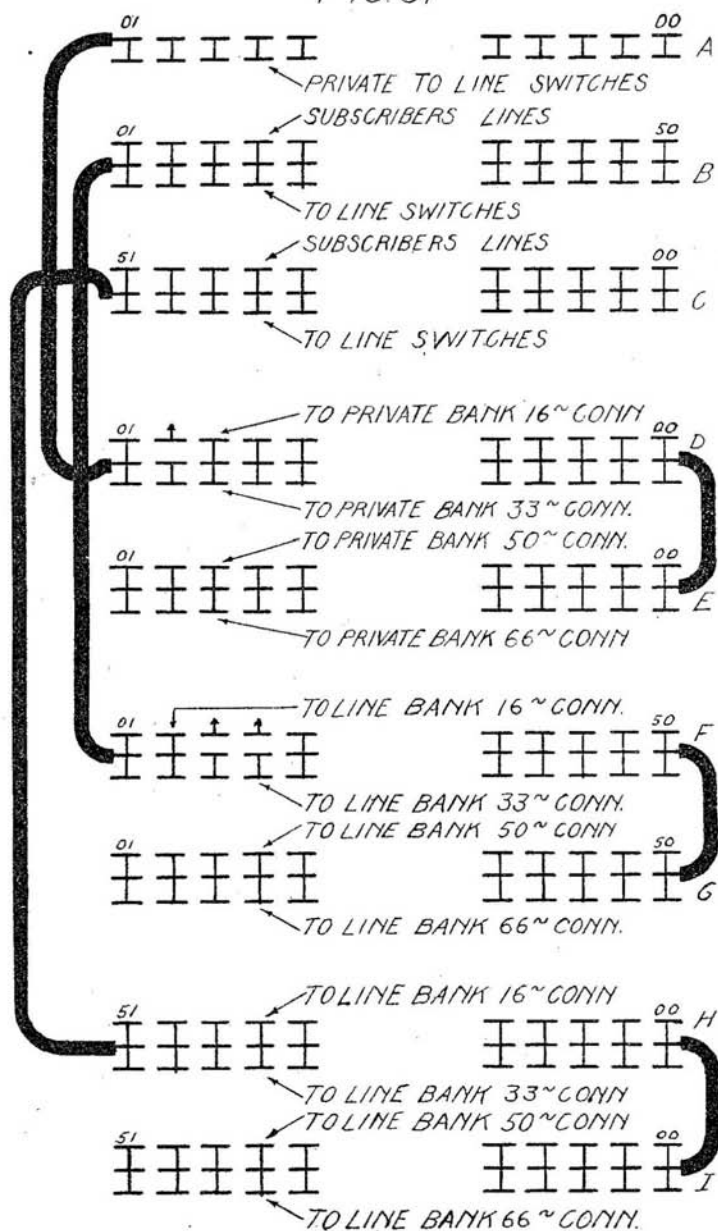 01 00
A
PRIVATE TO LINE SWITCHES
SUBSCRIBERS LINES
01 50
B
TO LINE SWITCHES
SUBSCRIBERS LINES
51 00
C
TO LINE SWITCHES
TO PRIVATE BANK 16~ CONN
01 00
D
TO PRIVATE BANK 33~ CONN.
TO PRIVATE BANK 50~ CONN.
01 00
E
TO PRIVATE BANK 66~ CONN
TO LINE BANK 16~ CONN.
01 50
F
TO LINE BANK 33~ CONN.
TO LINE BANK 50~ CONN
01 50
G
TO LINE BANK 66~ CONN.
TO LINE BANK 16~ CONN
51 00
H
TO LINE BANK 33~ CONN
TO LINE BANK 50~ CONN
51 00
I
TO LINE BANK 66~ CONN.